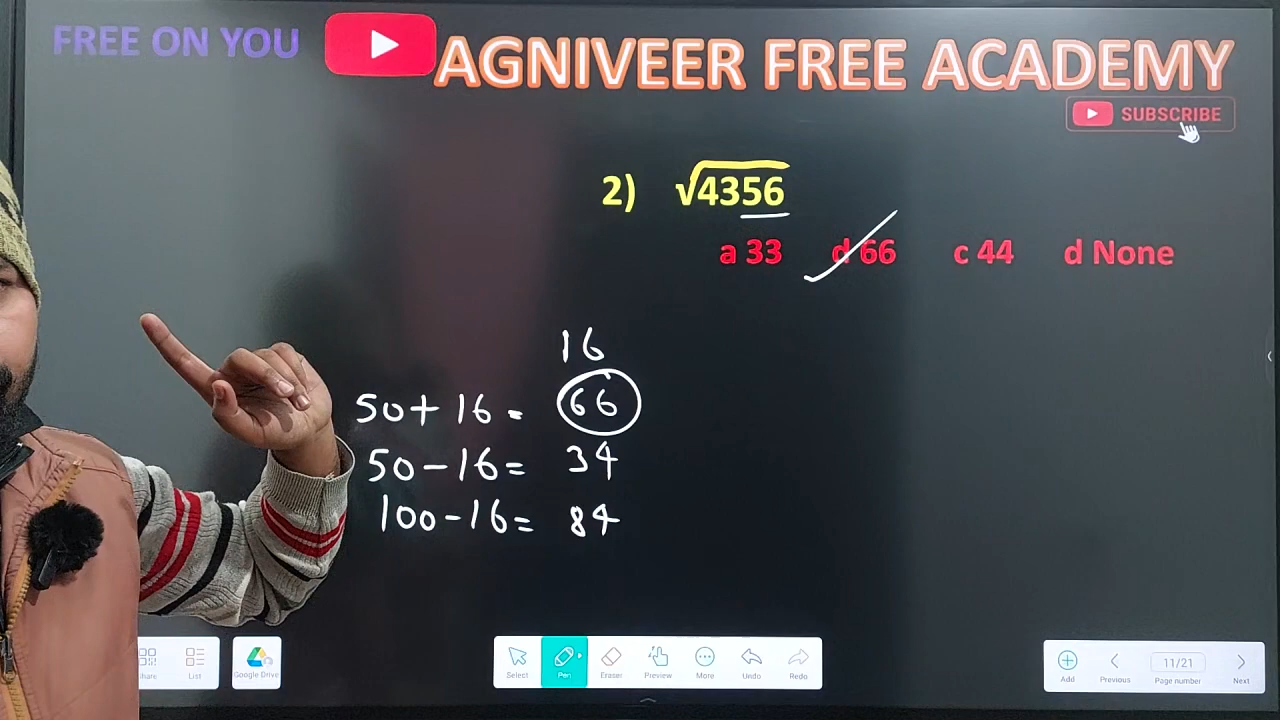 FREE ON YOU
AGNIVEER FREE ACADEMY
SUBSCRIBE
2) √4356
a 33 d 66 c 44 d None
16
50+16= 66
50-16= 34
100-16= 84
hare
List
Google Drive
Select
Pen
Eraser
Preview
More
Undo
Redo
Add
Previous
11/21
Page number
Next